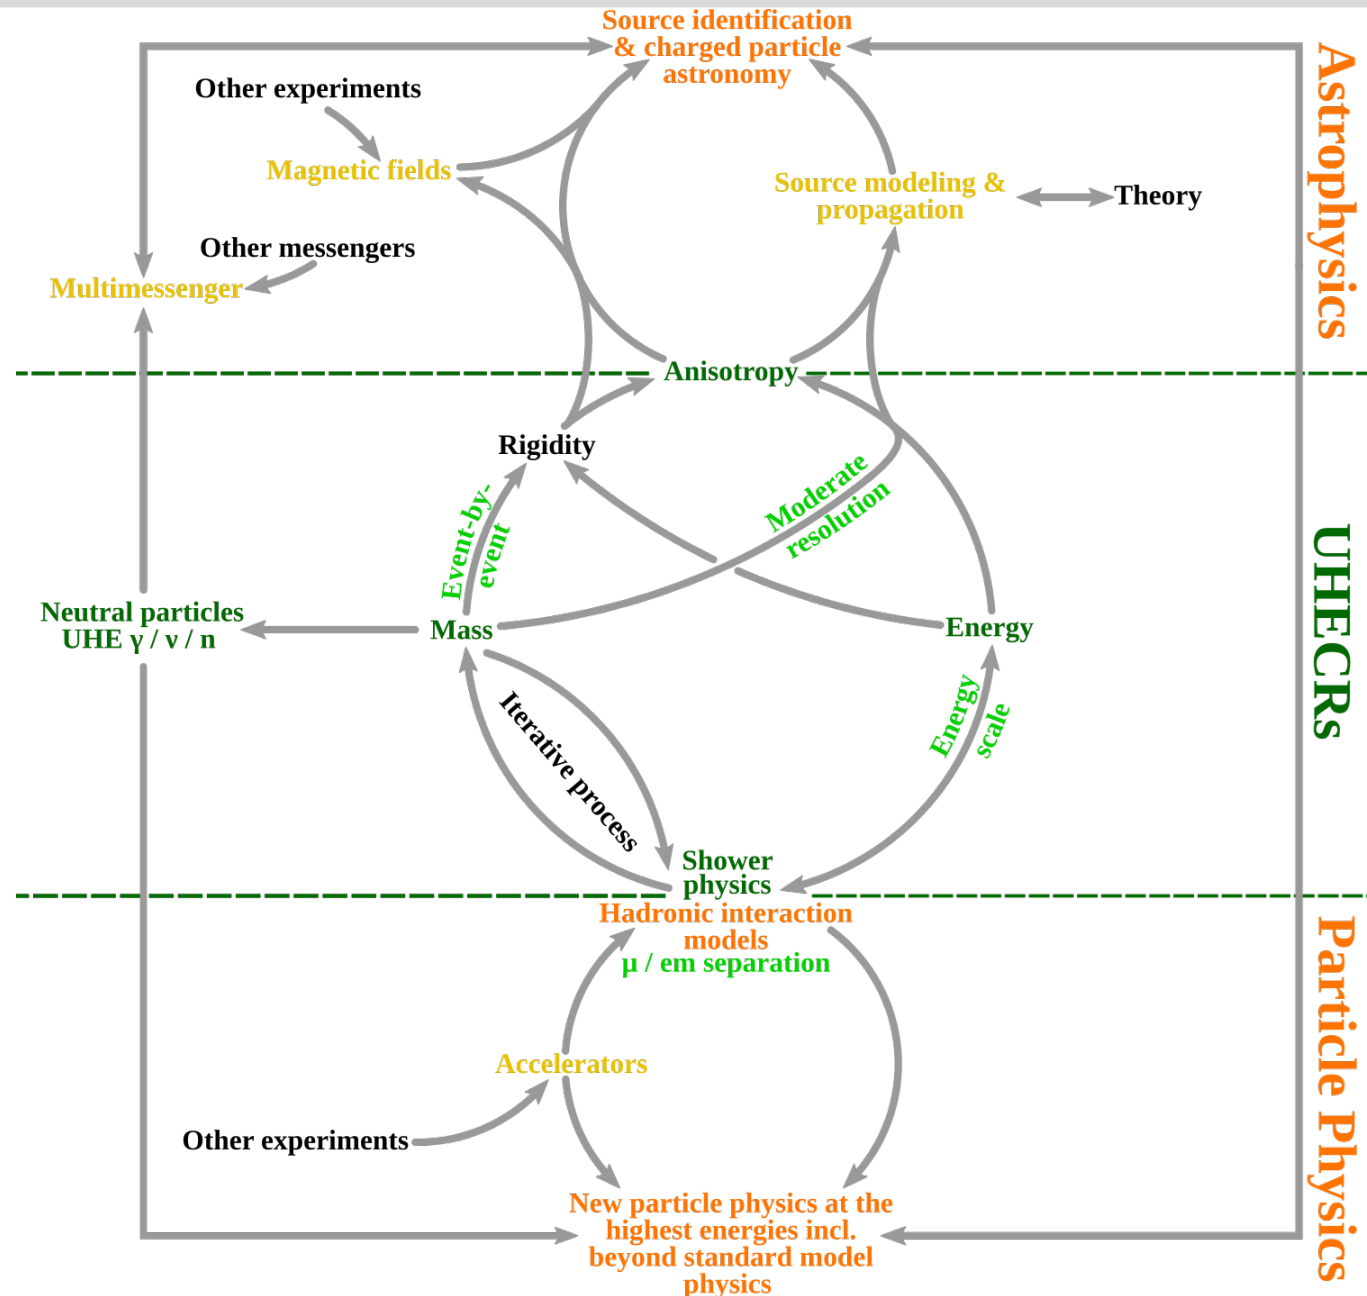 Source identification
& charged particle
astronomy
Astrophysics
Other experiments
Magnetic fields
Source modeling &
propagation
Theory
Other messengers
Multimessenger
Anisotropy
Rigidity
Event-by-
event
Moderate
resolution
UHECRs
Neutral particles
UHE γ / ν / n
Mass
Energy
Iterative process
Energy
scale
Shower
physics
Hadronic interaction
models
μ / em separation
Particle Physics
Accelerators
Other experiments
New particle physics at the
highest energies incl.
beyond standard model
physics